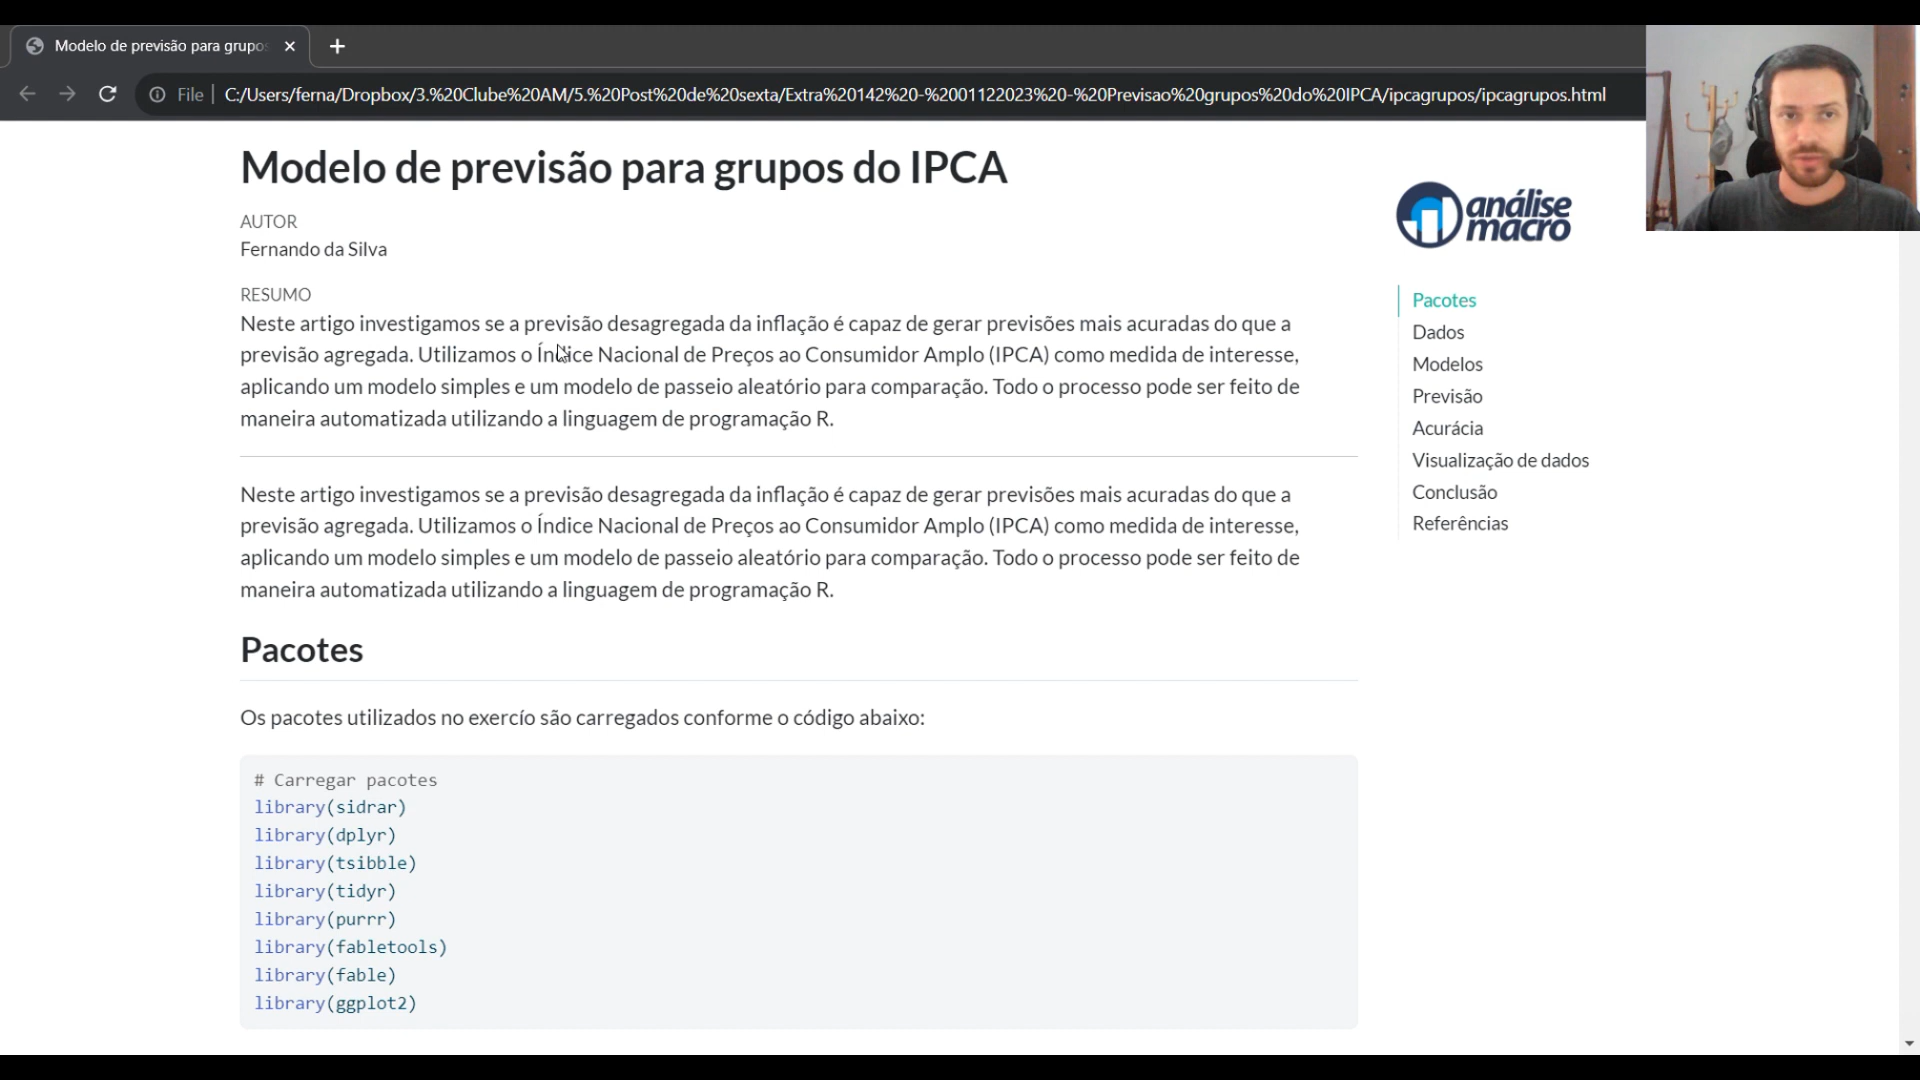 Modelo de previsão para grupos
File
C:/Users/ferna/Dropbox/3.%20Clube%20AM/5.%20Post%20de%20sexta/Extra%20142%20-%2001122023%20-%20Previsao%20grupos%20do%20IPCA/ipcagrupos/ipcagrupos.html
Modelo de previsão para grupos do IPCA
AUTOR
Fernando da Silva
RESUMO
Neste artigo investigamos se a previsão desagregada da inflação é capaz de gerar previsões mais acuradas do que a
previsão agregada. Utilizamos o Índice Nacional de Preços ao Consumidor Amplo (IPCA) como medida de interesse,
aplicando um modelo simples e um modelo de passeio aleatório para comparação. Todo o processo pode ser feito de
maneira automatizada utilizando a linguagem de programação R.
Neste artigo investigamos se a previsão desagregada da inflação é capaz de gerar previsões mais acuradas do que a
previsão agregada. Utilizamos o Índice Nacional de Preços ao Consumidor Amplo (IPCA) como medida de interesse,
aplicando um modelo simples e um modelo de passeio aleatório para comparação. Todo o processo pode ser feito de
maneira automatizada utilizando a linguagem de programação R.
Pacotes
Os pacotes utilizados no exercío são carregados conforme o código abaixo:
# Carregar pacotes
library(sidrar)
library(dplyr)
library(tsibble)
library(tidyr)
library(purrr)
library(fabletools)
library(fable)
library(ggplot2)
análise
macro
Pacotes
Dados
Modelos
Previsão
Acurácia
Visualização de dados
Conclusão
Referências